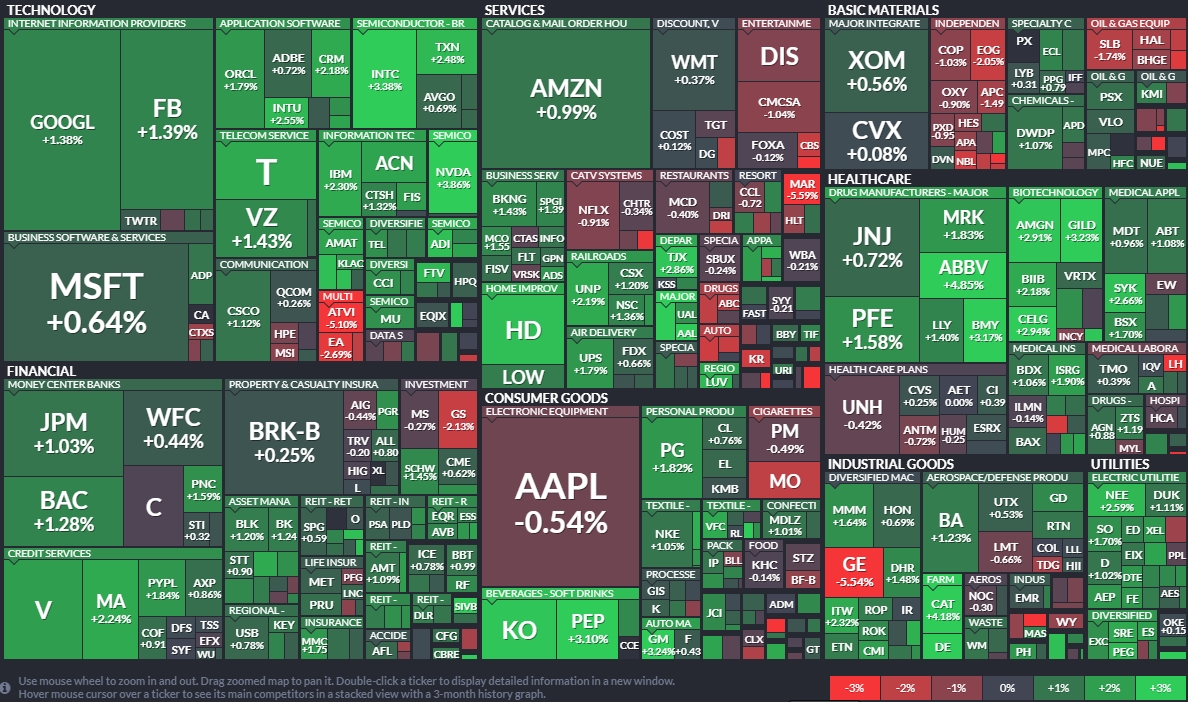 TECHNOLOGY
INTERNET INFORMATION PROVIDERS
GOOGL
+1.38%
FB
+1.39%
TWTR
APPLICATION SOFTWARE
ORCL
+1.79%
ADBE
+0.72%
CRM
+2.18%
INTU
+2.55%
SEMICONDUCTOR - BR
INTC
+3.38%
TXN
+2.48%
AVGO
+0.69%
BUSINESS SOFTWARE & SERVICES
MSFT
+0.64%
ADP
CA
CTXS
TELECOM SERVICE
T
VZ
+1.43%
INFORMATION TEC
IBM
+2.30%
ACN
CTSH
+1.32%
FIS
SEMICO
NVDA
+3.86%
COMMUNICATION
CSCO
+1.12%
QCOM
+0.26%
HPE
MSI
SEMICO
AMAT
KLAC
DIVERSIFIE
TEL
SEMICO
ADI
DIVERSI
CCI
FTV
HPQ
MULTI
ATVI
-5.10%
EA
-2.69%
SEMICO
MU
EQIX
DATA S
FINANCIAL
MONEY CENTER BANKS
JPM
+1.03%
WFC
+0.44%
BAC
+1.28%
C
PNC
+1.59%
STI
+0.32
PROPERTY & CASUALTY INSURA
BRK-B
+0.25%
AIG
-0.44%
PGR
TRV
-0.20
ALL
+0.80
HIG
XL
L
INVESTMENT
MS
-0.27%
GS
-2.13%
SCHW
+1.45%
CME
+0.62%
CREDIT SERVICES
V
MA
+2.24%
PYPL
+1.84%
AXP
+0.86%
COF
+0.91
DFS
TSS
EFX
SYF
WU
ASSET MANA
BLK
+1.20%
BK
+1.24
STT
+0.90
REGIONAL -
USB
+0.78%
KEY
REIT - RET
SPG
+0.59
O
LIFE INSUR
MET
PFG
PRU
LNC
INSURANCE
MMC
+1.75
REIT - IN
PSA
PLD
REIT - R
EQR
ESS
AVB
REIT -
AMT
+1.09%
ICE
+0.78%
BBT
+0.99
RF
REIT -
REIT -
DLR
SIVB
ACCIDE
AFL
CFG
CBRE
SERVICES
CATALOG & MAIL ORDER HOU
AMZN
+0.99%
DISCOUNT, V
WMT
+0.37%
COST
+0.12%
TGT
DG
ENTERTAINME
DIS
CMCSA
-1.04%
FOXA
-0.12%
CBS
BUSINESS SERV
BKNG
+1.43%
SPGI
+1.39
MCO
+1.55
CTAS
INFO
FLT
GPN
FISV
VRSK
ADS
CATV SYSTEMS
NFLX
-0.91%
CHTR
-0.34%
RESTAURANTS
MCD
-0.40%
DRI
RESORT
CCL
-0.72
MAR
-5.59%
HLT
RAILROADS
UNP
+2.19%
CSX
+1.20%
NSC
+1.36%
DEPAR
TJX
+2.86%
KSS
SPECIA
SBUX
-0.24%
APPA
WBA
-0.21%
HOME IMPROV
HD
LOW
MAJOR
UAL
AAL
DRUGS
ABC
FAST
SYY
-0.21
AIR DELIVERY
UPS
+1.79%
FDX
+0.66%
SPECIA
AUTO
BBY
TIF
REGIO
LUV
KR
URI
CONSUMER GOODS
ELECTRONIC EQUIPMENT
AAPL
-0.54%
PERSONAL PRODU
PG
+1.82%
CL
+0.76%
EL
KMB
CIGARETTES
PM
-0.49%
MO
TEXTILE -
NKE
+1.05%
TEXTILE -
VFC
RL
CONFECTI
MDLZ
+1.01%
PACK
IP
BLL
FOOD
KHC
-0.14%
STZ
BF-B
BEVERAGES - SOFT DRINKS
KO
PEP
+3.10%
CCE
PROCESSE
GIS
K
JCI
ADM
AUTO MA
GM
+3.24%
F
+0.43
CLX
GT
BASIC MATERIALS
MAJOR INTEGRATE
XOM
+0.56%
CVX
+0.08%
INDEPENDEN
COP
-1.03%
EOG
-2.05%
OXY
-0.90%
APC
-1.49
PXD
-0.95
HES
APA
DVN
NBL
SPECIALTY C
PX
ECL
LYB
+0.31
PPG
+0.79
IFF
CHEMICALS -
DWDP
+1.07%
APD
OIL & GAS EQUIP
SLB
-1.74%
HAL
BHGE
OIL & G
PSX
VLO
MPC
HFC
OIL & G
KMI
NUE
HEALTHCARE
DRUG MANUFACTURERS - MAJOR
JNJ
+0.72%
MRK
+1.83%
ABBV
+4.85%
PFE
+1.58%
LLY
+1.40%
BMY
+3.17%
BIOTECHNOLOGY
AMGN
+2.91%
GILD
+3.23%
BIIB
+2.18%
VRTX
CELG
+2.94%
INCY
MEDICAL APPL
MDT
+0.96%
ABT
+1.08%
SYK
+2.66%
EW
BSX
+1.70%
HEALTH CARE PLANS
UNH
-0.42%
CVS
+0.25%
AET
0.00%
CI
+0.39
ANTM
-0.72%
HUM
-0.25
ESRX
MEDICAL INS
BDX
+1.06%
ISRG
+1.90%
ILMN
-0.14%
BAX
MEDICAL LABORA
TMO
+0.39%
IQV
LH
A
DRUGS -
AGN
+0.88
ZTS
+1.19
MYL
HOSPI
HCA
INDUSTRIAL GOODS
DIVERSIFIED MAC
MMM
+1.64%
HON
+0.69%
GE
-5.54%
DHR
+1.48%
ITW
+2.32%
ROP
IR
ROK
ETN
CMI
AEROSPACE/DEFENSE PRODU
BA
+1.23%
UTX
+0.53%
GD
LMT
-0.66%
RTN
COL
LLL
TDG
HII
FARM
CAT
+4.18%
DE
AEROS
NOC
-0.30
INDUS
EMR
WASTE
WM
MAS
WY
PH
UTILITIES
ELECTRIC UTILITIE
NEE
+2.59%
DUK
+1.11%
SO
+1.70%
ED
XEL
D
+1.02%
EIX
PPL
DTE
AEP
FE
AES
DIVERSIFIED
EXC
SRE
ES
PEG
OKE
+0.15
Use mouse wheel to zoom in and out. Drag zoomed map to pan it. Double-click a ticker to display detailed information in a new window.
Hover mouse cursor over a ticker to see its main competitors in a stacked view with a 3-month history graph.
-3%
-2%
-1%
0%
+1%
+2%
+3%